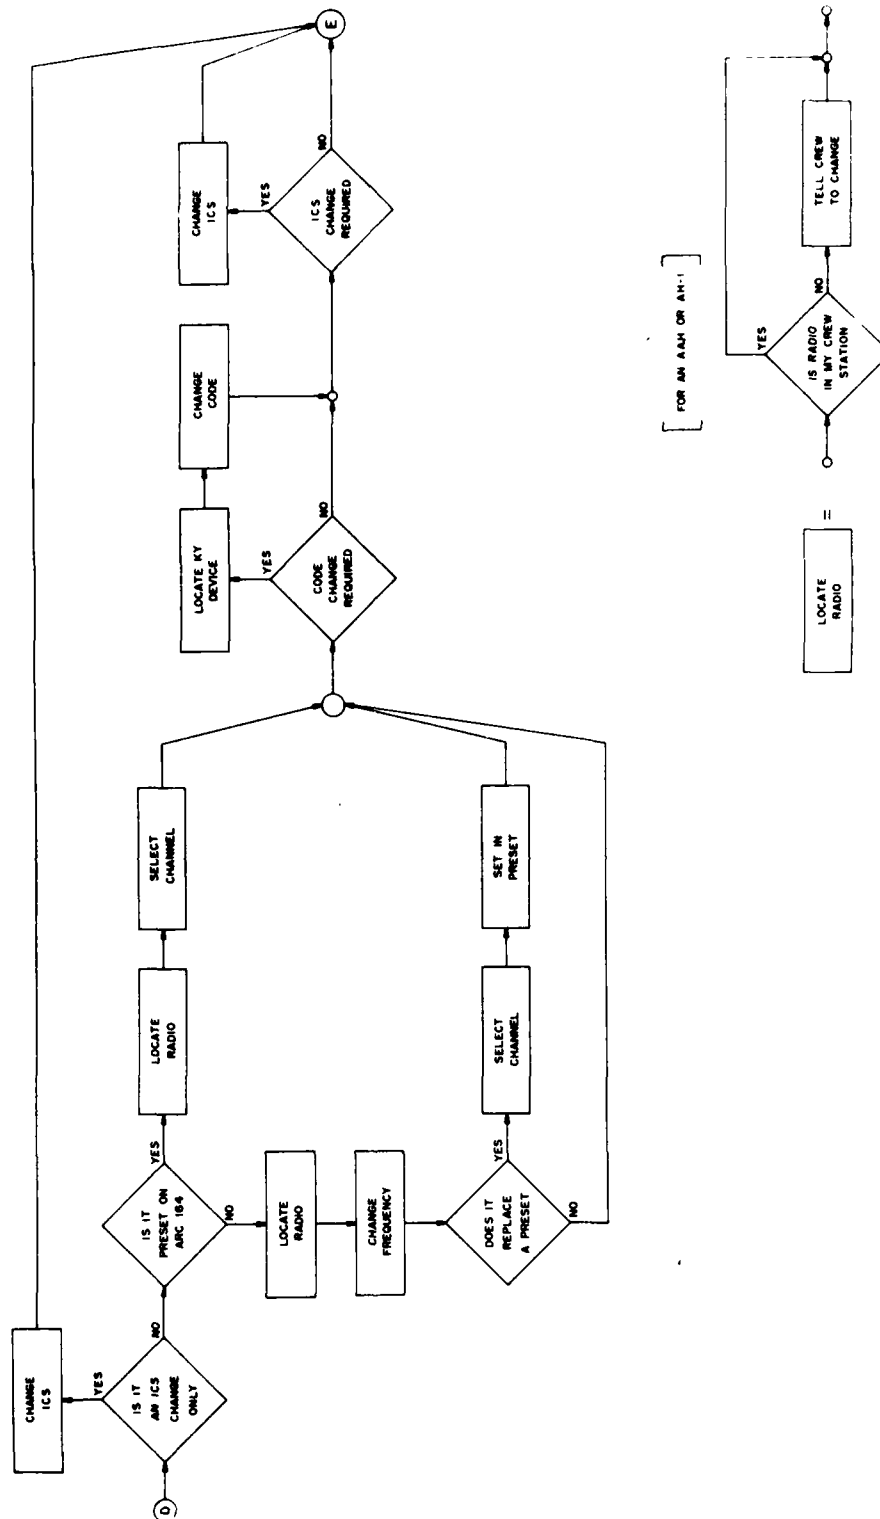 D
IS IT
AN ICS
CHANGE
ONLY
YES
CHANGE
ICS
NO
IS IT
PRESET ON
ARC 164
YES
LOCATE
RADIO
SELECT
CHANNEL
NO
LOCATE
RADIO
CHANGE
FREQUENCY
DOES IT
REPLACE
A PRESET
YES
SELECT
CHANNEL
SET IN
PRESET
NO
CODE
CHANGE
REQUIRED
YES
LOCATE KY
DEVICE
CHANGE
CODE
NO
ICS
CHANGE
REQUIRED
YES
CHANGE
ICS
NO
E
[FOR AN AAH OR AH-1]
LOCATE
RADIO
=
IS RADIO
IN MY CREW
STATION
YES
NO
TELL CREW
TO CHANGE